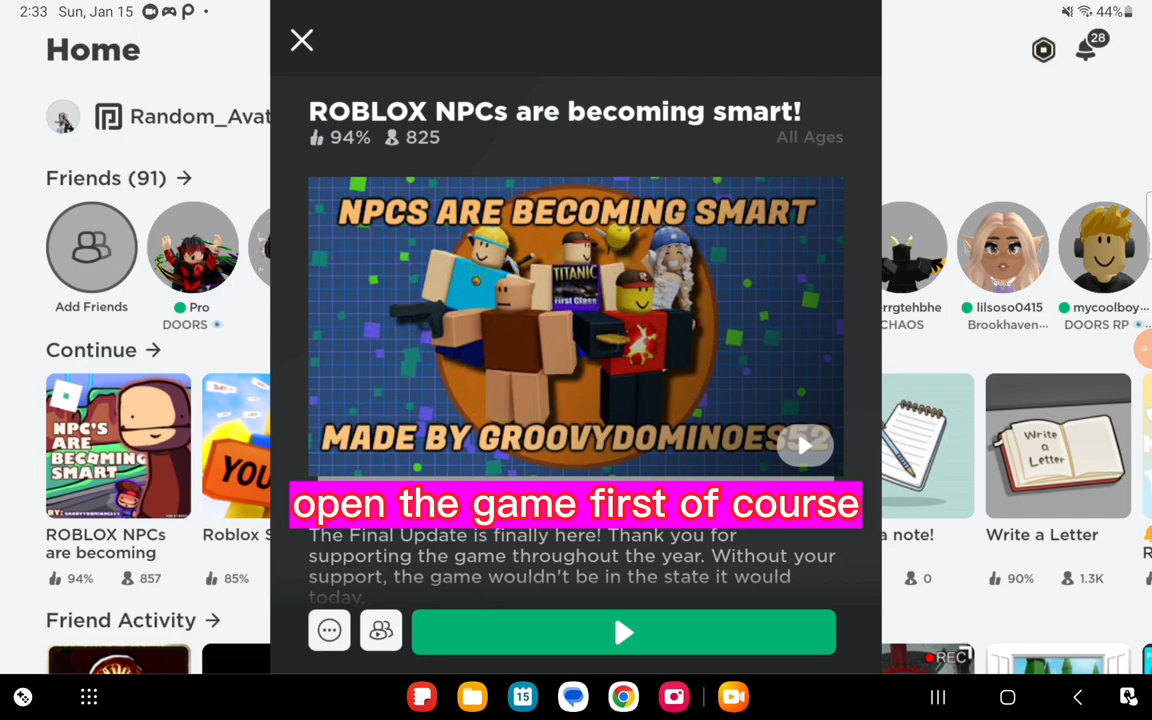 2:33 Sun, Jan 15
44%
Home
28
Random_Avat
Friends (91)
Add Friends
Pro
DOORS
rrgtehbhe
CHAOS
lilsoso0415
Brookhaven...
mycoolboy...
DOORS RP
Continue
NPC'S
ARE
BECOMING
SMART
ROBLOX NPCs
are becoming
94% 857
YOU
Roblox S
85%
ROBLOX NPCs are becoming smart!
94% 825
All Ages
NPCS ARE BECOMING SMART
TITANIC
First Class
MADE BY GROOVYDOMINOES52
open the game first of course
The Final Update is finally here! Thank you for
supporting the game throughout the year. Without your
support, the game wouldn't be in the state it would
today.
a note!
0
Write
a
Letter
Write a Letter
90% 1.3K
Friend Activity
REC
15